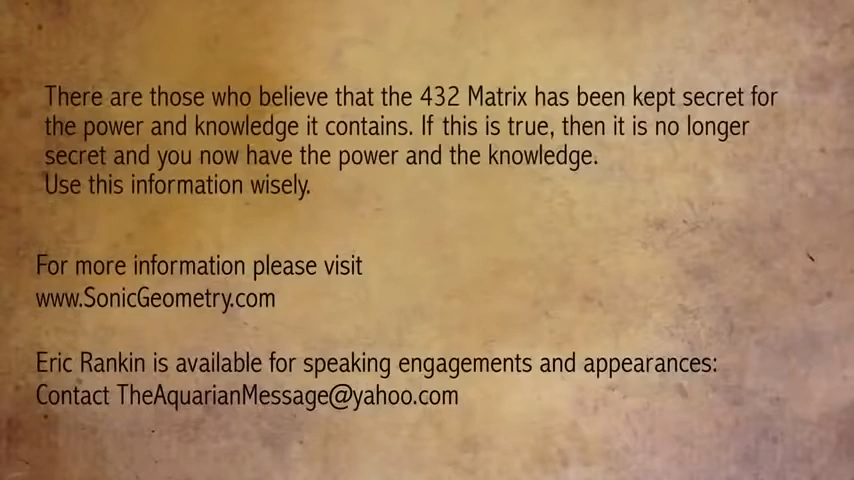 There are those who believe that the 432 Matrix has been kept secret for
the power and knowledge it contains. If this is true, then it is no longer
secret and you now have the power and the knowledge.
Use this information wisely.
For more information please visit
www.SonicGeometry.com
Eric Rankin is available for speaking engagements and appearances:
Contact TheAquarianMessage@yahoo.com